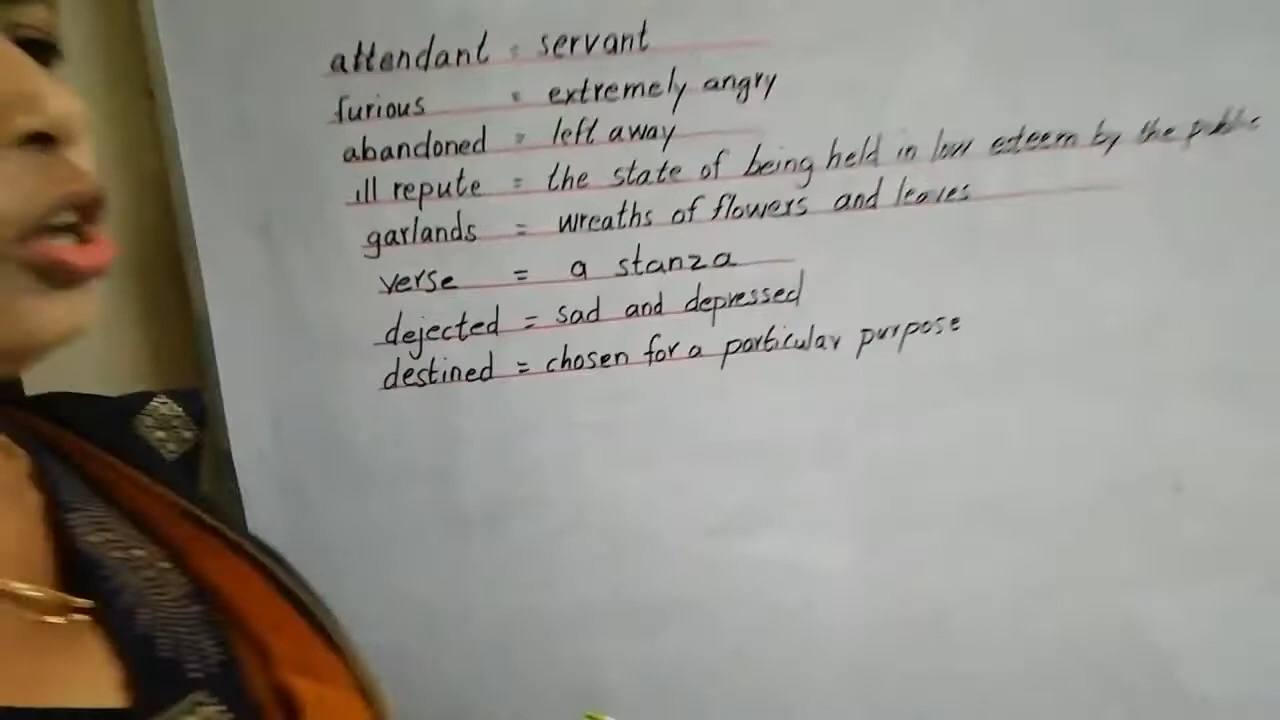 attendant = servant
furious = extremely angry
abandoned = left away
ill repute = the state of being held in low esteem by the public
garlands = wreaths of flowers and leaves
verse = a stanza
dejected = sad and depressed
destined = chosen for a particular purpose